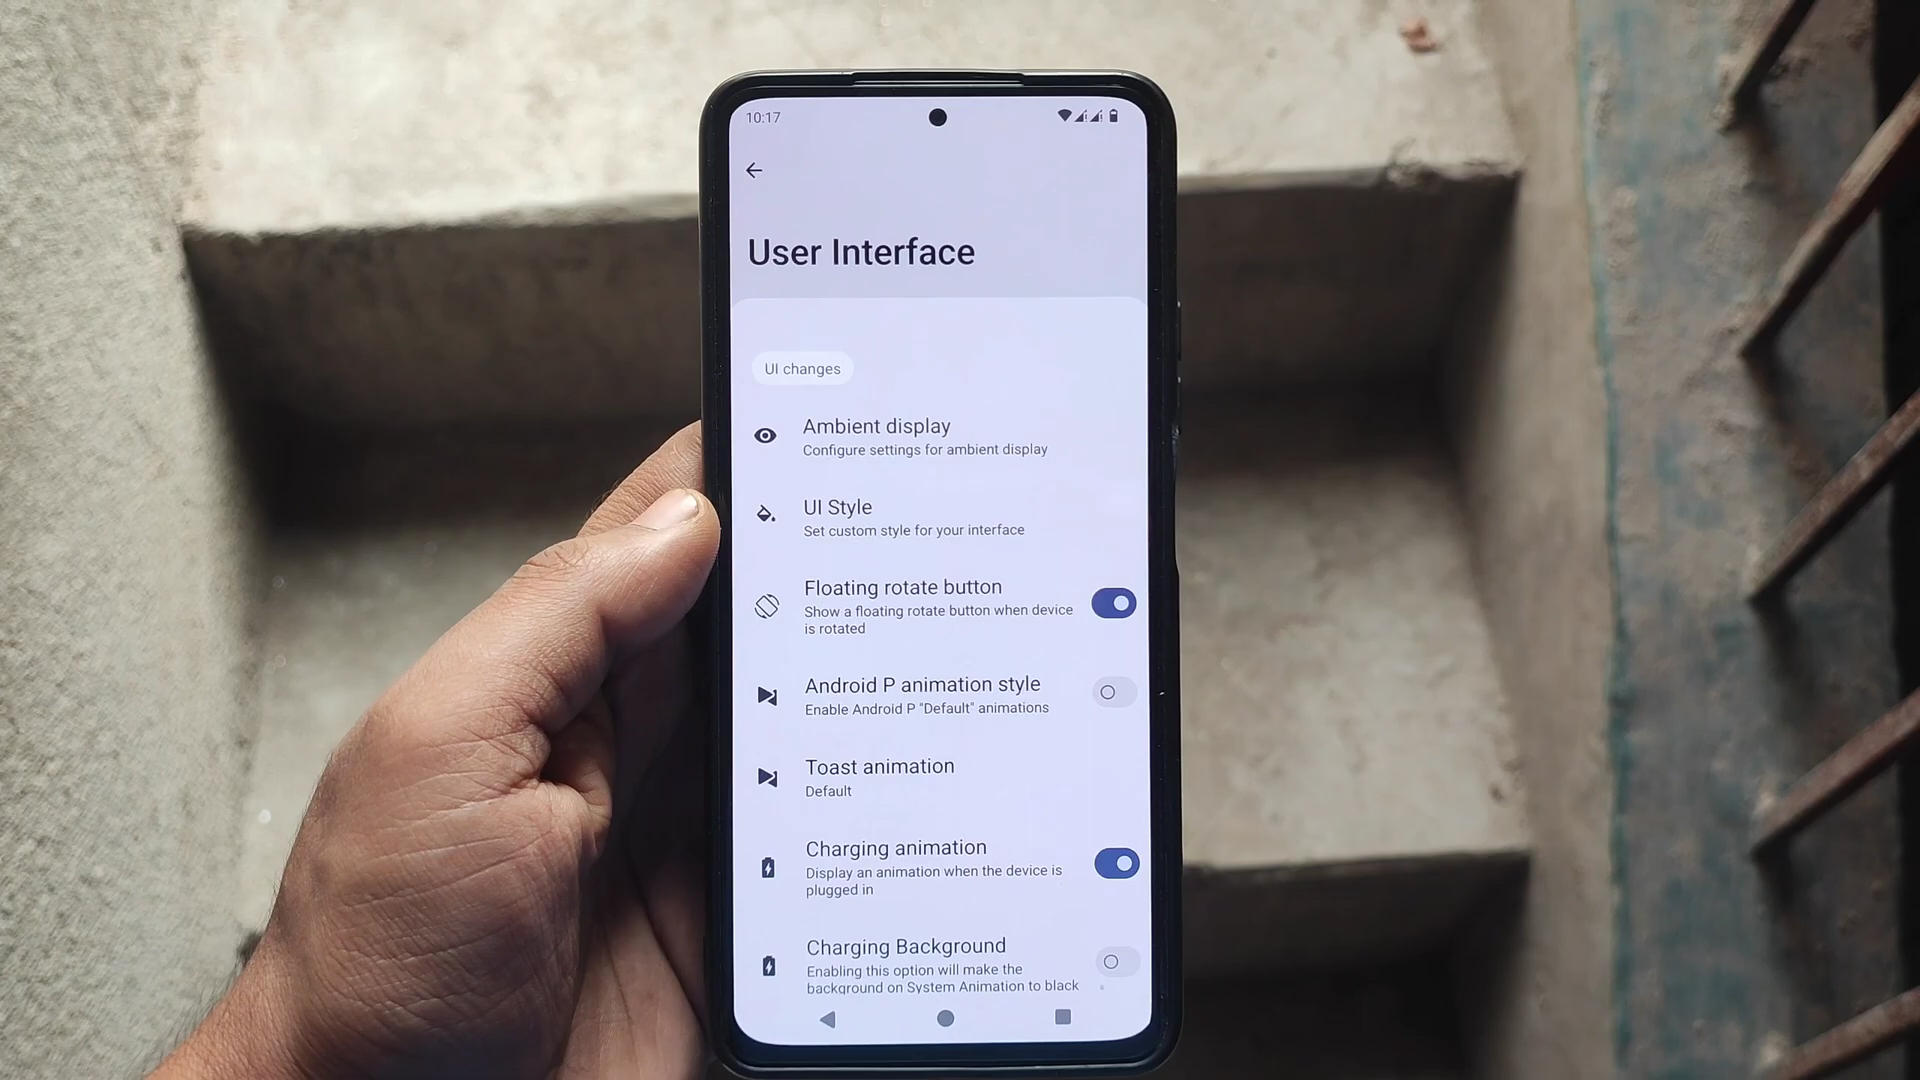 10:17
User Interface
UI changes
Ambient display
Configure settings for ambient display
UI Style
Set custom style for your interface
Floating rotate button
Show a floating rotate button when device
is rotated
Android P animation style
Enable Android P "Default" animations
Toast animation
Default
Charging animation
Display an animation when the device is
plugged in
Charging Background
Enabling this option will make the
background on System Animation to black